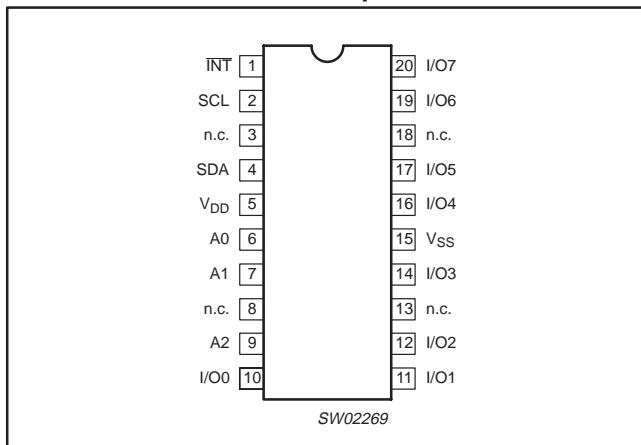 INT 1 20 I/O7
SCL 2 19 I/O6
n.c. 3 18 n.c.
SDA 4 17 I/O5
VDD 5 16 I/O4
A0 6 15 VSS
A1 7 14 I/O3
n.c. 8 13 n.c.
A2 9 12 I/O2
I/O0 10 11 I/O1
SW02269